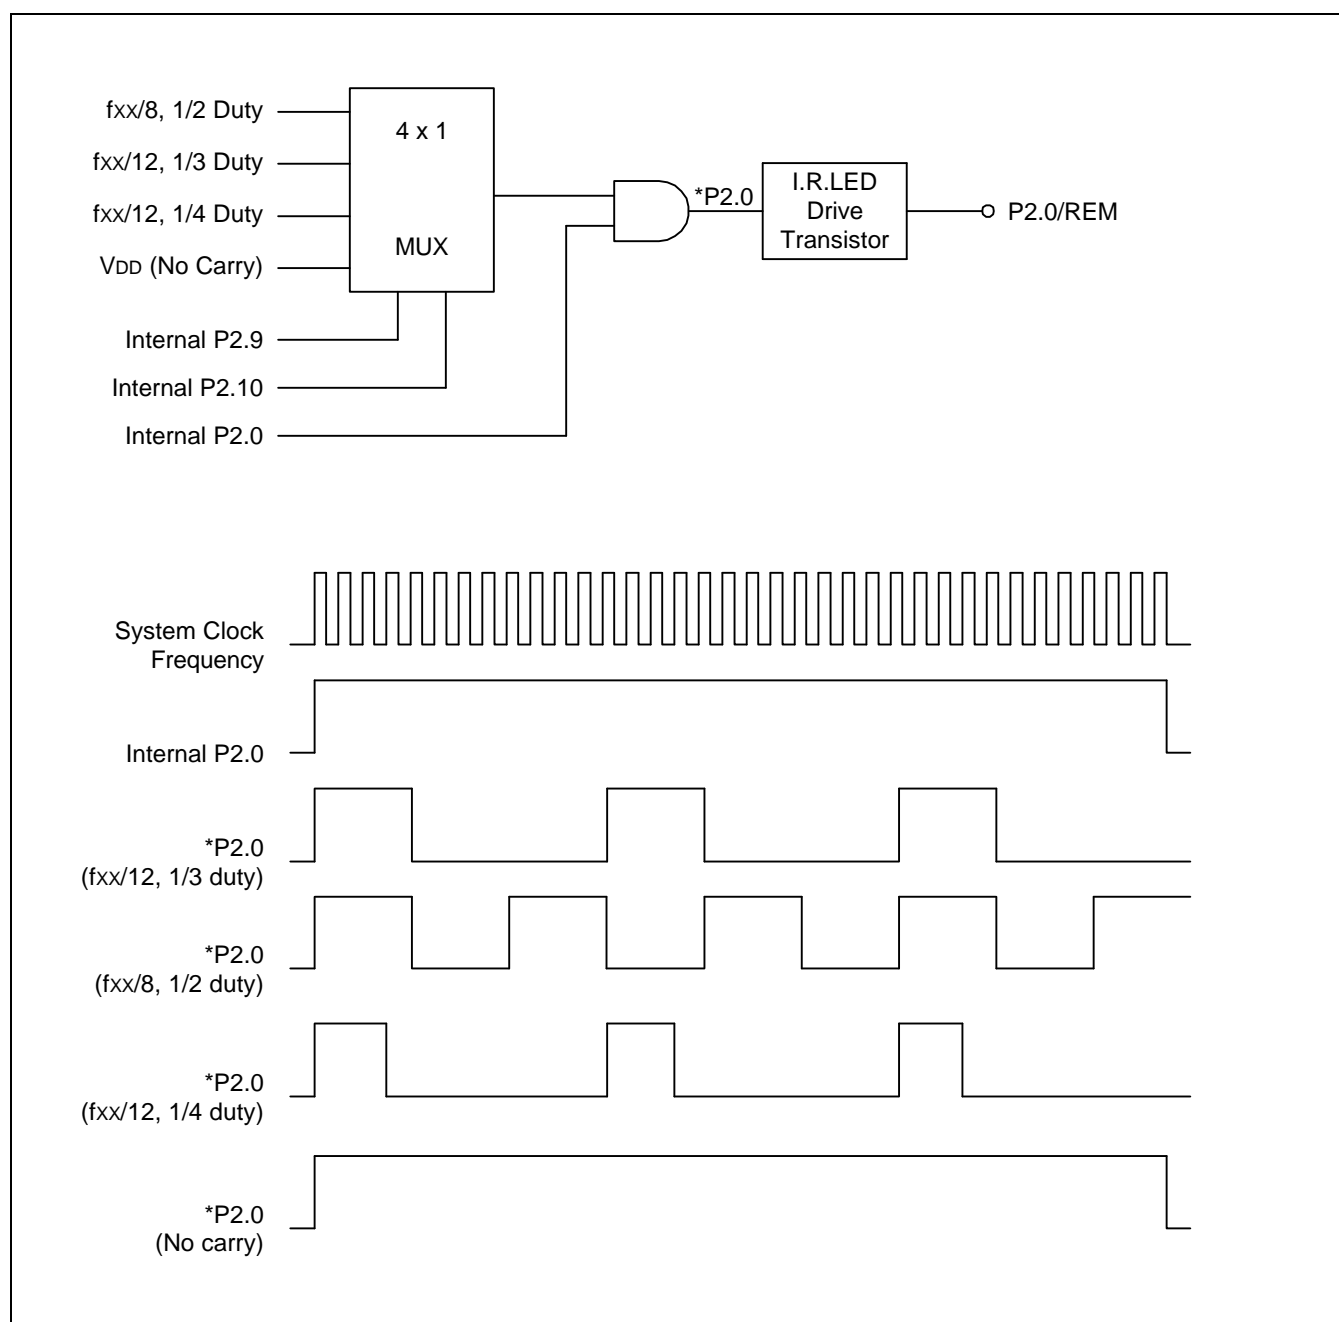 fxx/8, 1/2 Duty
fxx/12, 1/3 Duty
fxx/12, 1/4 Duty
VDD (No Carry)
4 x 1
MUX
Internal P2.9
Internal P2.10
Internal P2.0
*P2.0
I.R.LED
Drive
Transistor
P2.0/REM
System Clock
Frequency
Internal P2.0
*P2.0
(fxx/12, 1/3 duty)
*P2.0
(fxx/8, 1/2 duty)
*P2.0
(fxx/12, 1/4 duty)
*P2.0
(No carry)